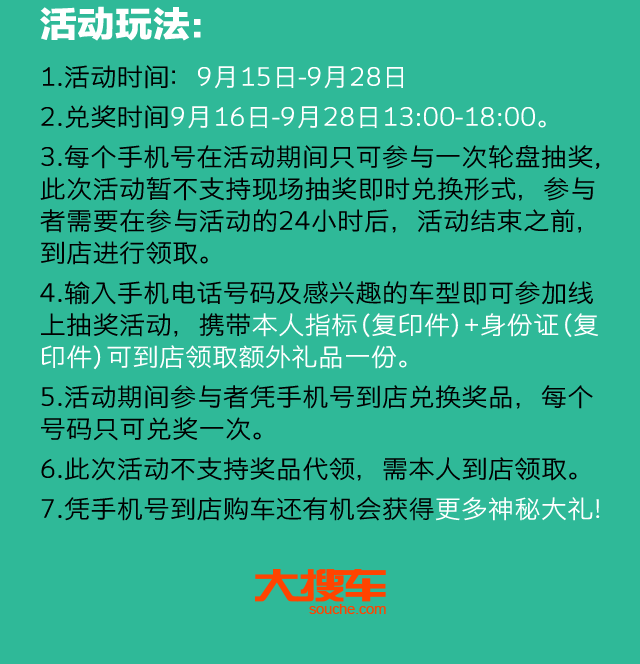 活动玩法:
1.活动时间：9月15日-9月28日
2.兑奖时间9月16日-9月28日13:00-18:00。
3.每个手机号在活动期间只可参与一次轮盘抽奖,
此次活动暂不支持现场抽奖即时兑换形式，参与
者需要在参与活动的24小时后，活动结束之前,
到店进行领取。
4.输入手机电话号码及感兴趣的车型即可参加线
上抽奖活动，携带本人指标(复印件)+身份证(复
印件)可到店领取额外礼品一份。
5.活动期间参与者凭手机号到店兑换奖品，每个
号码只可兑奖一次。
6.此次活动不支持奖品代领，需本人到店领取。
7.凭手机号到店购车还有机会获得更多神秘大礼!
大搜车
souche.com